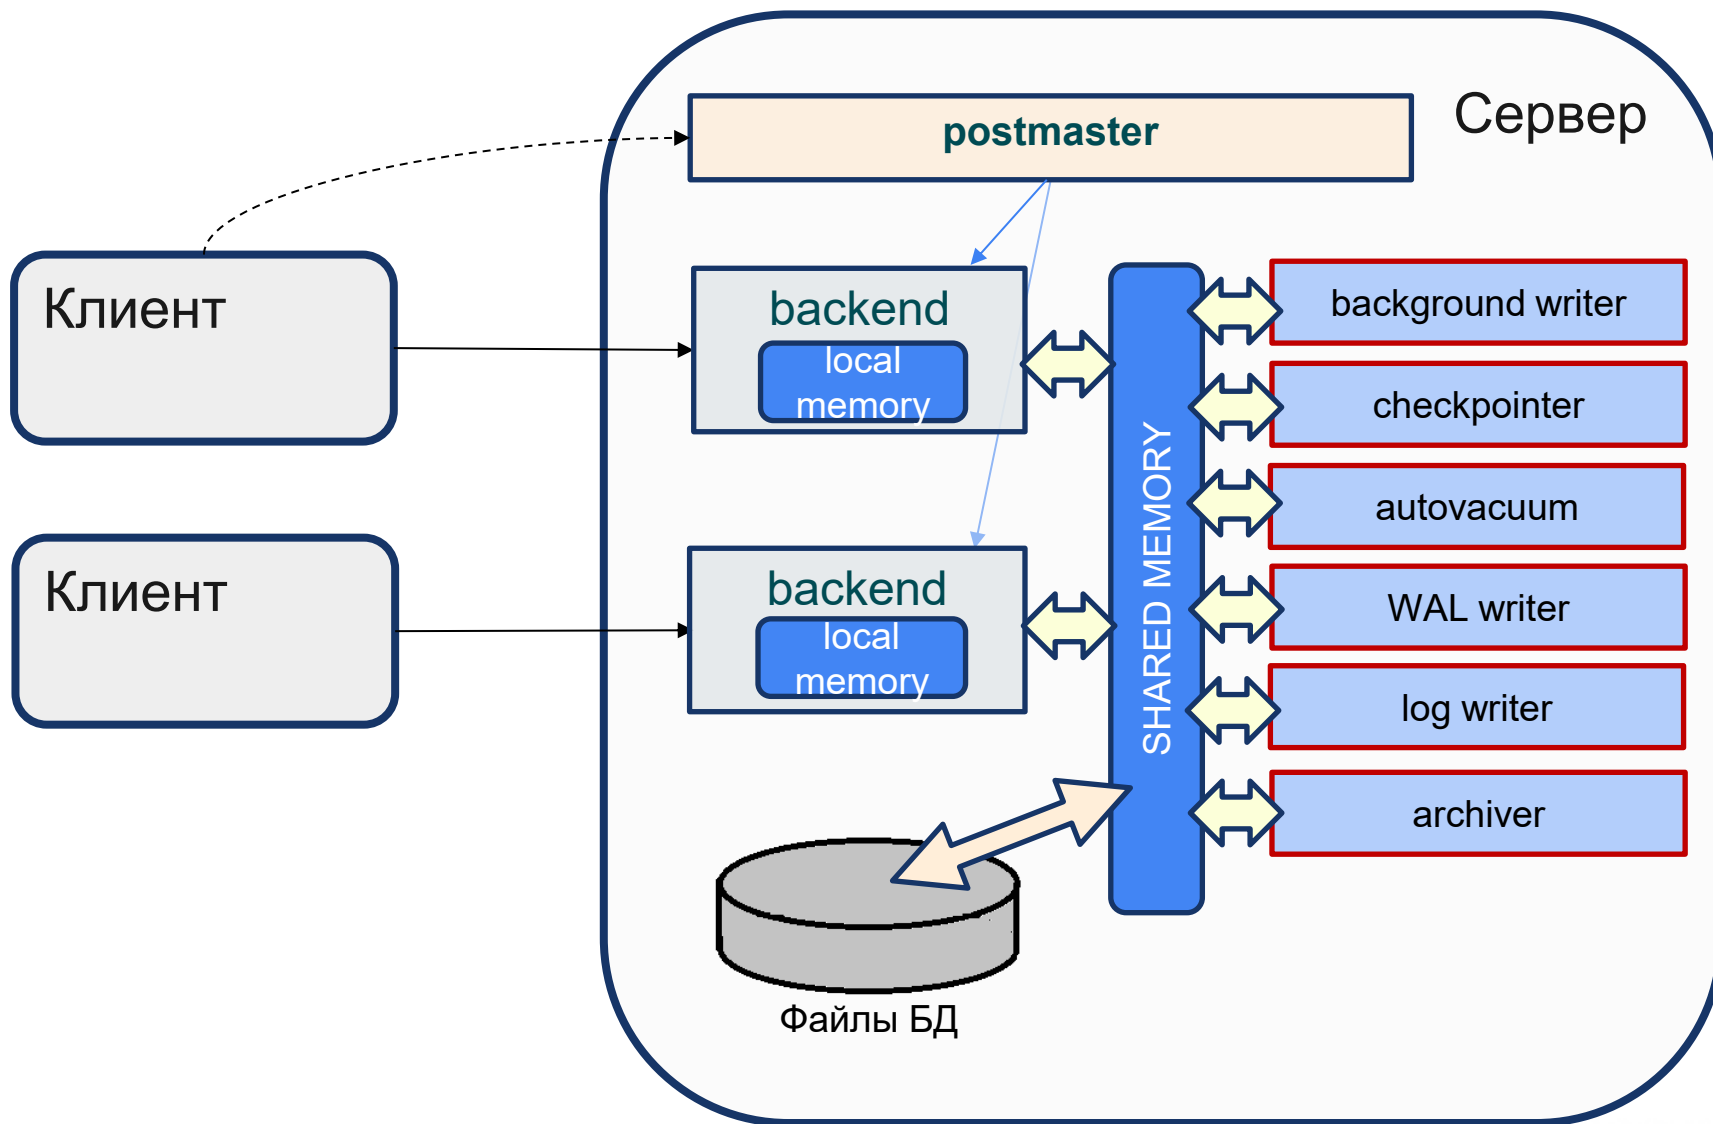 Сервер
postmaster
Клиент
backend
local
memory
Клиент
backend
local
memory
SHARED MEMORY
background writer
checkpointer
autovacuum
WAL writer
log writer
archiver
Файлы БД